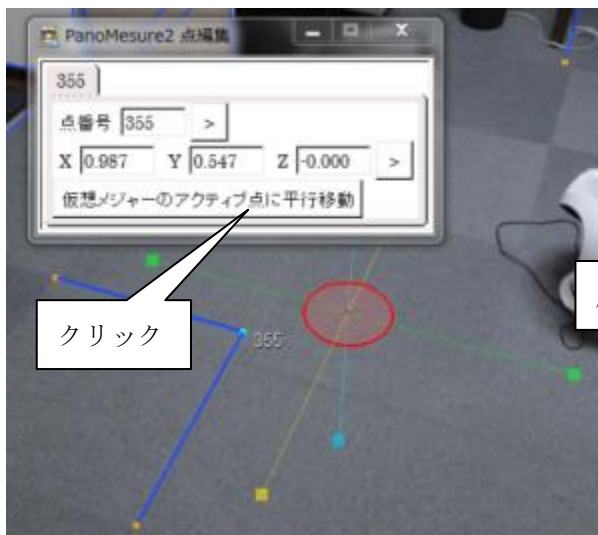 PanoMesure2 点編集
355
点番号 355 >
X 0.987 Y 0.547 Z -0.000 >
仮想メジャーのアクティブ点に平行移動
クリック
355